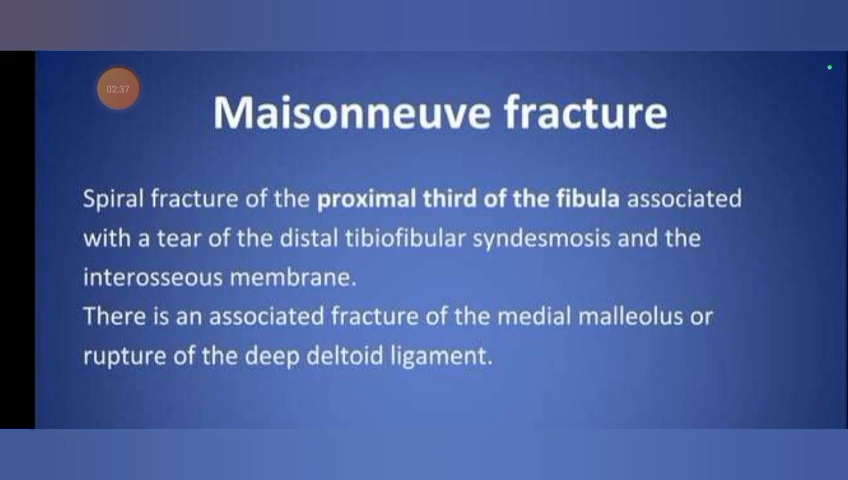 02:37
Maisonneuve fracture
Spiral fracture of the proximal third of the fibula associated
with a tear of the distal tibiofibular syndesmosis and the
interosseous membrane.
There is an associated fracture of the medial malleolus or
rupture of the deep deltoid ligament.